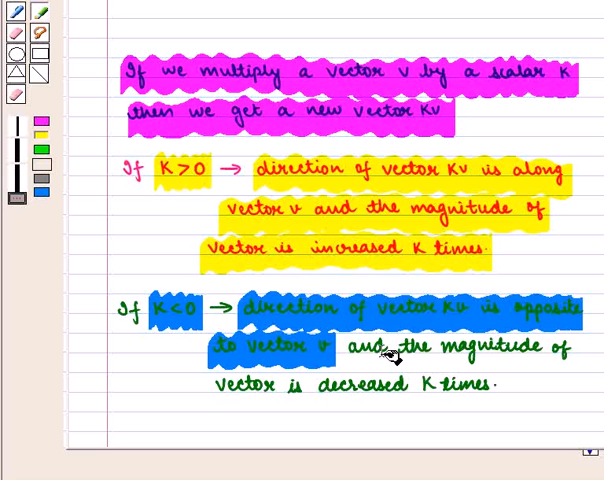 If we multiply a vector v by a scalar K
then we get a new vector Kv
If K>0 → direction of vector Kv is along
vector v and the magnitude of
vector is increased K times.
If K<0 → direction of vector Kv is opposite
to vector v and the magnitude of
vector is decreased K times.